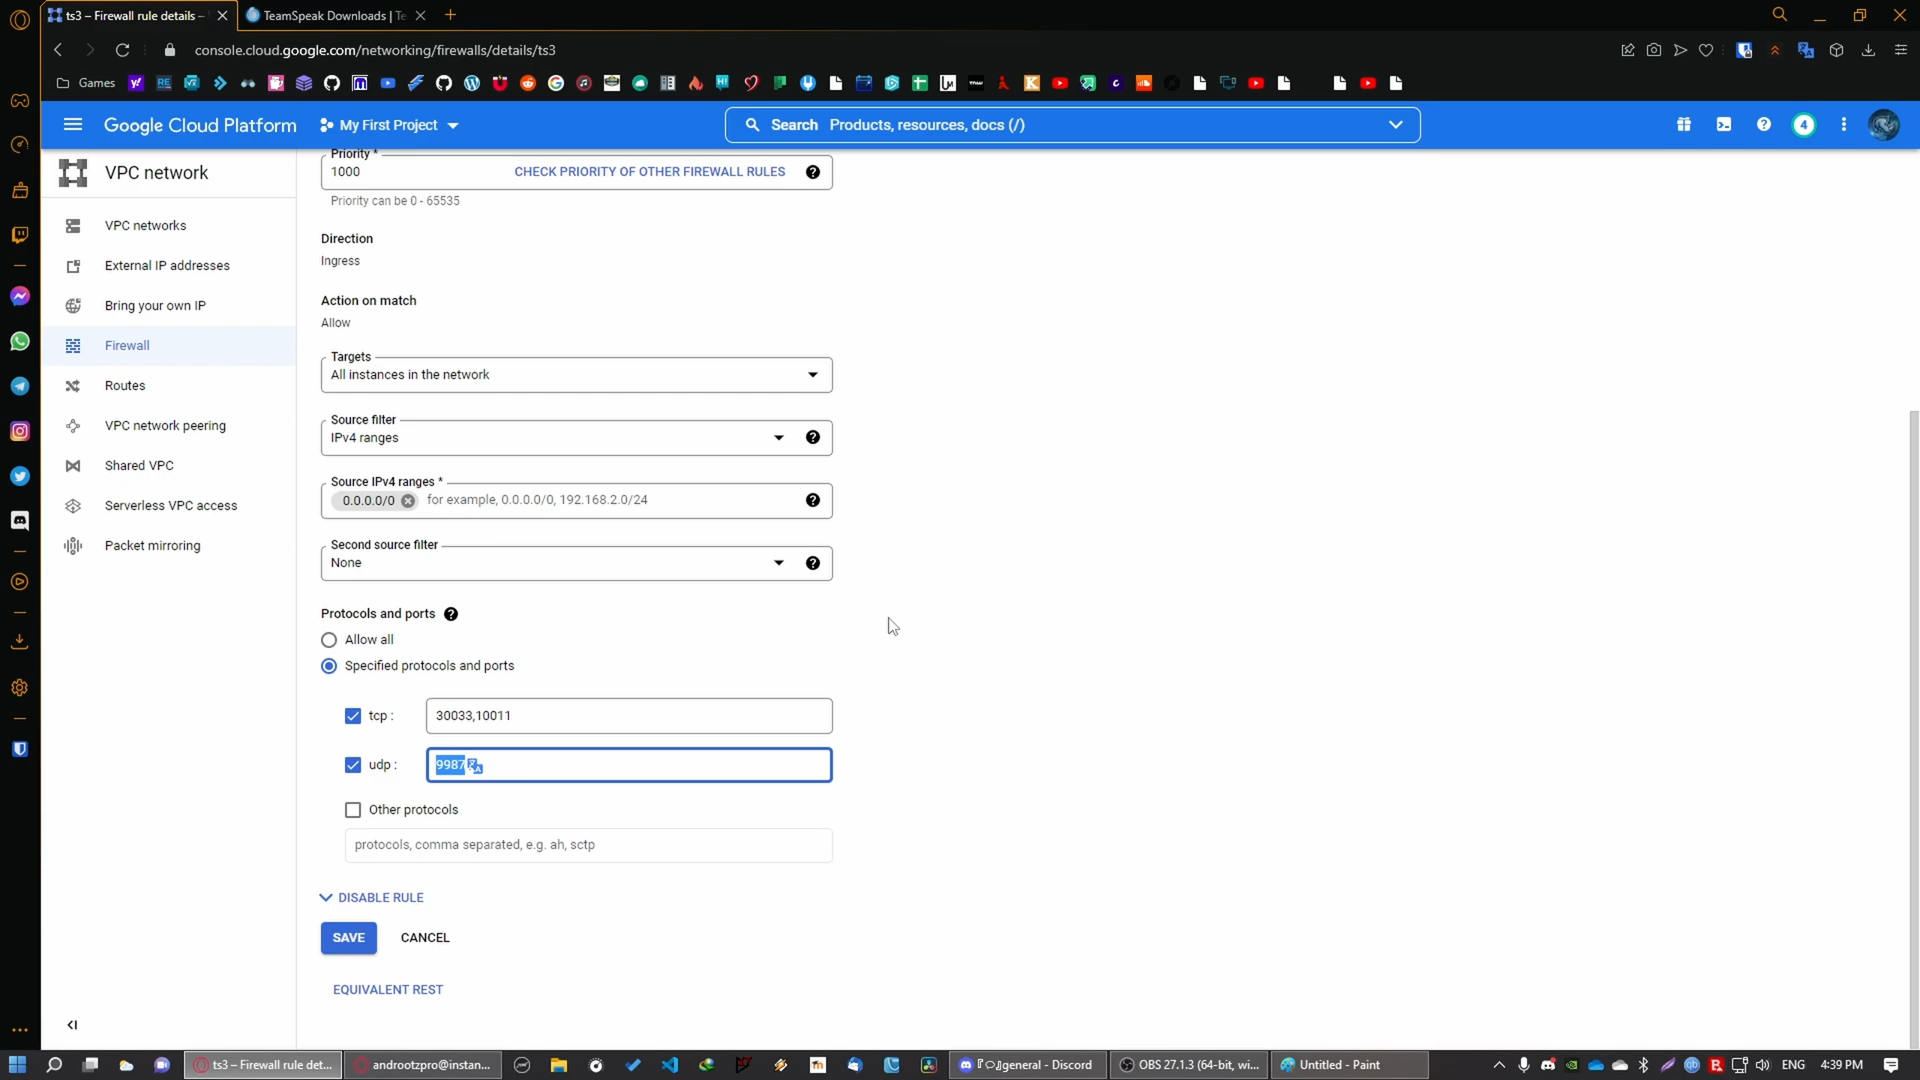 ts3 – Firewall rule details –
TeamSpeak Downloads | Te
console.cloud.google.com/networking/firewalls/details/ts3
Games
Google Cloud Platform
My First Project
Search Products, resources, docs (/)
4
VPC network
VPC networks
External IP addresses
Bring your own IP
Firewall
Routes
VPC network peering
Shared VPC
Serverless VPC access
Packet mirroring
Priority *
1000
CHECK PRIORITY OF OTHER FIREWALL RULES
Priority can be 0 - 65535
Direction
Ingress
Action on match
Allow
Targets
All instances in the network
Source filter
IPv4 ranges
Source IPv4 ranges *
0.0.0.0/0
for example, 0.0.0.0/0, 192.168.2.0/24
Second source filter
None
Protocols and ports
Allow all
Specified protocols and ports
tcp :
30033,10011
udp :
9987
Other protocols
protocols, comma separated, e.g. ah, sctp
DISABLE RULE
SAVE
CANCEL
EQUIVALENT REST
ts3 – Firewall rule det...
androotzpro@instan...
general - Discord
OBS 27.1.3 (64-bit, wi...
Untitled - Paint
ENG
4:39 PM